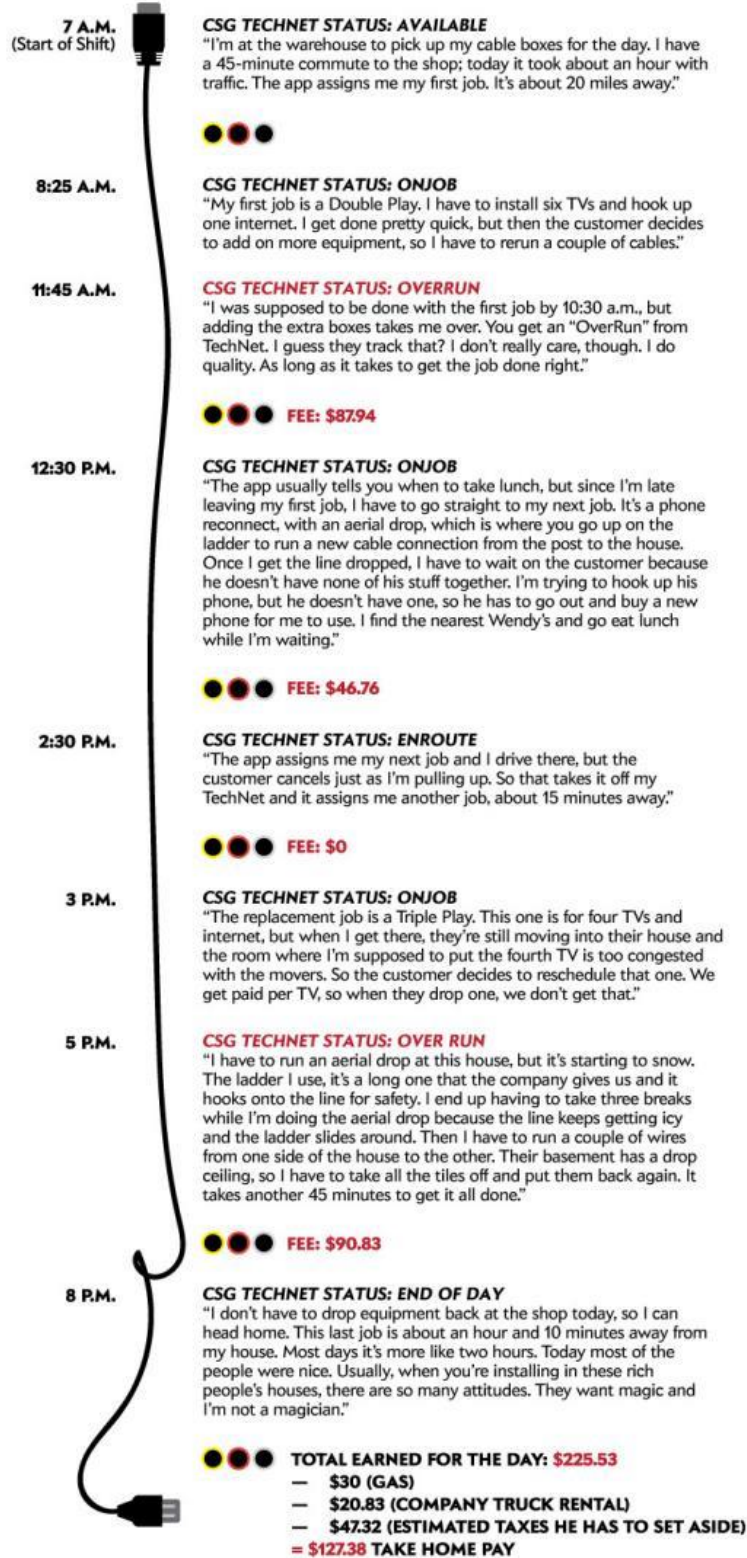 7 A.M.
(Start of Shift)
CSG TECHNET STATUS: AVAILABLE
“I’m at the warehouse to pick up my cable boxes for the day. I have
a 45-minute commute to the shop; today it took about an hour with
traffic. The app assigns me my first job. It’s about 20 miles away.”
8:25 A.M.
CSG TECHNET STATUS: ONJOB
“My first job is a Double Play. I have to install six TVs and hook up
one internet. I get done pretty quick, but then the customer decides
to add on more equipment, so I have to rerun a couple of cables.”
11:45 A.M.
CSG TECHNET STATUS: OVERRUN
“I was supposed to be done with the first job by 10:30 a.m., but
adding the extra boxes takes me over. You get an “OverRun” from
TechNet. I guess they track that? I don’t really care, though. I do
quality. As long as it takes to get the job done right.”
FEE: $87.94
12:30 P.M.
CSG TECHNET STATUS: ONJOB
“The app usually tells you when to take lunch, but since I’m late
leaving my first job, I have to go straight to my next job. It’s a phone
reconnect, with an aerial drop, which is where you go up on the
ladder to run a new cable connection from the post to the house.
Once I get the line dropped, I have to wait on the customer because
he doesn’t have none of his stuff together. I’m trying to hook up his
phone, but he doesn’t have one, so he has to go out and buy a new
phone for me to use. I find the nearest Wendy’s and go eat lunch
while I’m waiting.”
FEE: $46.76
2:30 P.M.
CSG TECHNET STATUS: ENROUTE
“The app assigns me my next job and I drive there, but the
customer cancels just as I’m pulling up. So that takes it off my
TechNet and it assigns me another job, about 15 minutes away.”
FEE: $0
3 P.M.
CSG TECHNET STATUS: ONJOB
“The replacement job is a Triple Play. This one is for four TVs and
internet, but when I get there, they’re still moving into their house and
the room where I’m supposed to put the fourth TV is too congested
with the movers. So the customer decides to reschedule that one. We
get paid per TV, so when they drop one, we don’t get that.”
5 P.M.
CSG TECHNET STATUS: OVER RUN
“I have to run an aerial drop at this house, but it’s starting to snow.
The ladder I use, it’s a long one that the company gives us and it
hooks onto the line for safety. I end up having to take three breaks
while I’m doing the aerial drop because the line keeps getting icy
and the ladder slides around. Then I have to run a couple of wires
from one side of the house to the other. Their basement has a drop
ceiling, so I have to take all the tiles off and put them back again. It
takes another 45 minutes to get it all done.”
FEE: $90.83
8 P.M.
CSG TECHNET STATUS: END OF DAY
“I don’t have to drop equipment back at the shop today, so I can
head home. This last job is about an hour and 10 minutes away from
my house. Most days it’s more like two hours. Today most of the
people were nice. Usually, when you’re installing in these rich
people’s houses, there are so many attitudes. They want magic and
I’m not a magician.”
TOTAL EARNED FOR THE DAY: $225.53
— $30 (GAS)
— $20.83 (COMPANY TRUCK RENTAL)
— $47.32 (ESTIMATED TAXES HE HAS TO SET ASIDE)
= $127.38 TAKE HOME PAY